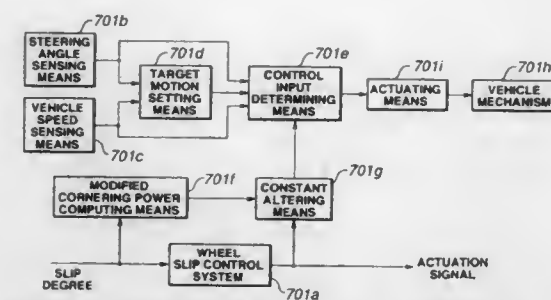 701b
STEERING
ANGLE
SENSING
MEANS
701d
TARGET
MOTION
SETTING
MEANS
701e
CONTROL
INPUT
DETERMINING
MEANS
701i
ACTUATING
MEANS
701h
VEHICLE
MECHANISM
VEHICLE
SPEED
SENSING
MEANS
701c
701f
MODIFIED
CORNERING POWER
COMPUTING MEANS
701g
CONSTANT
ALTERING
MEANS
WHEEL
SLIP CONTROL
SYSTEM
701a
SLIP
DEGREE
ACTUATION
SIGNAL